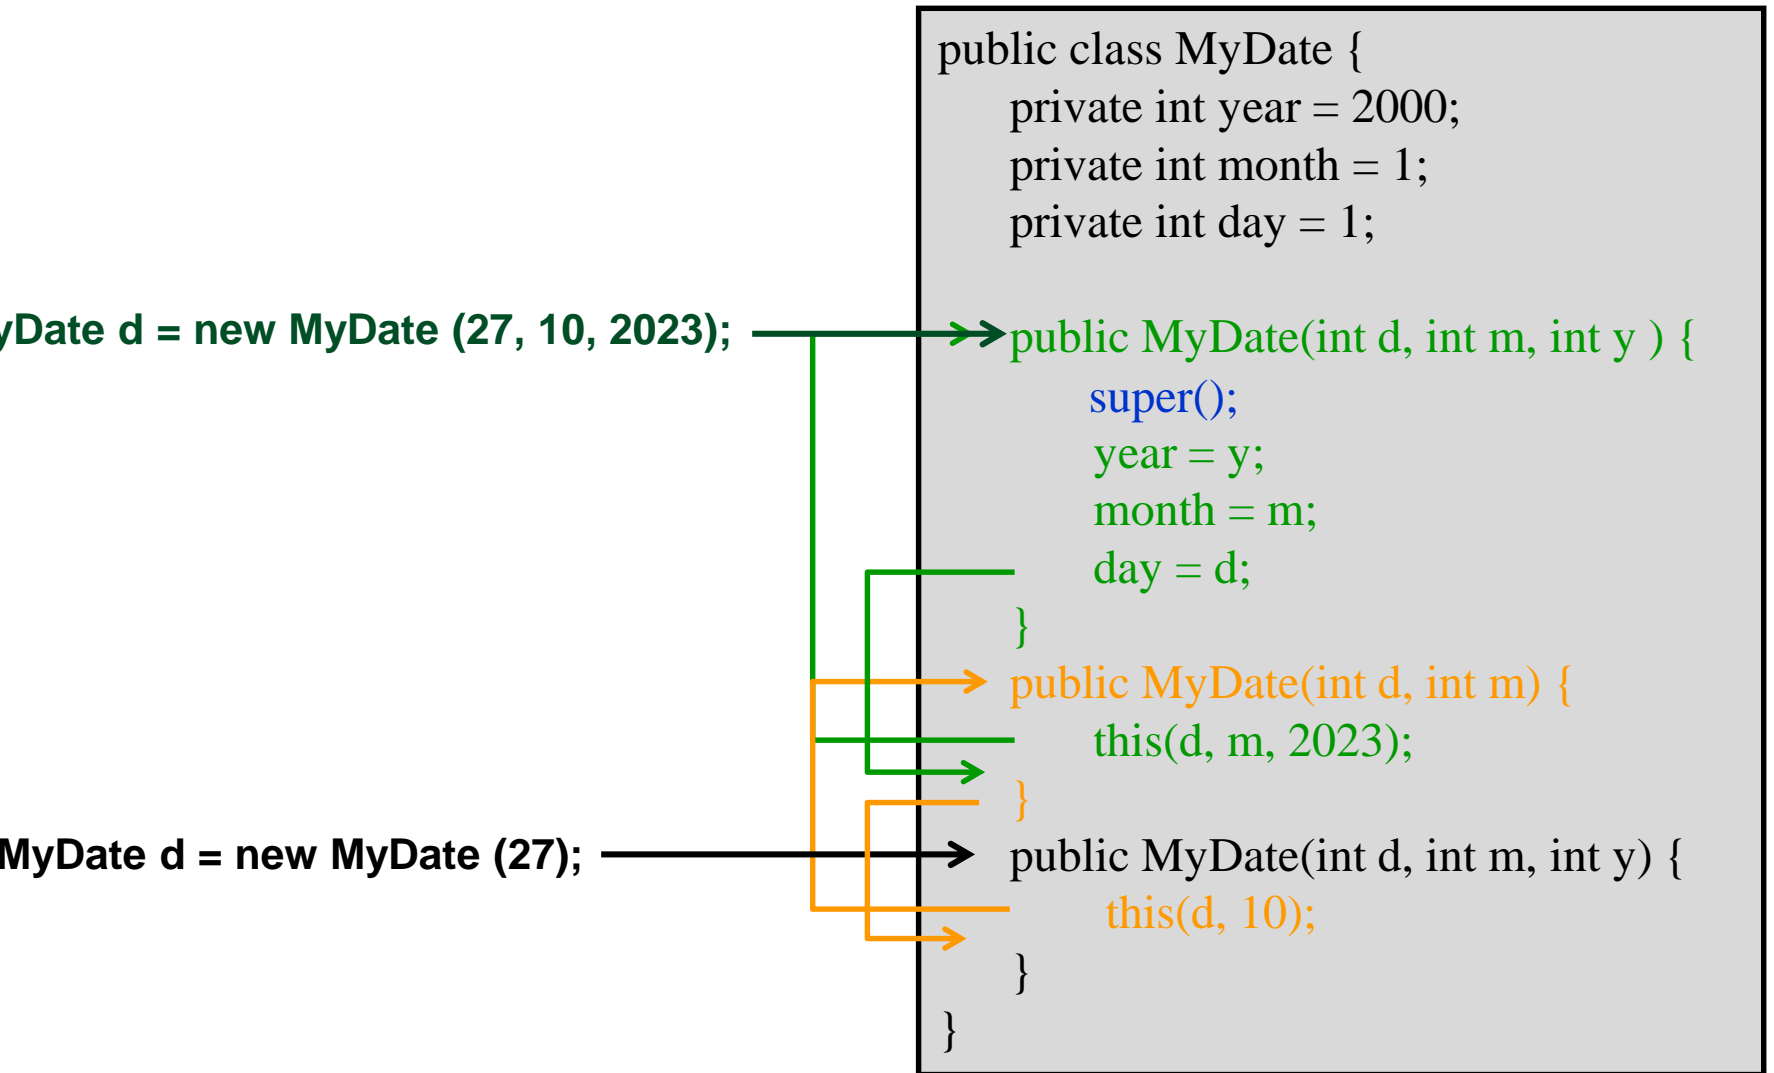 public class MyDate {
private int year = 2000;
private int month = 1;
private int day = 1;
yDate d = new MyDate (27, 10, 2023);
public MyDate(int d, int m, int y ) {
super();
year = y;
month = m;
day = d;
}
public MyDate(int d, int m) {
this(d, m, 2023);
}
MyDate d = new MyDate (27);
public MyDate(int d, int m, int y) {
this(d, 10);
}
}